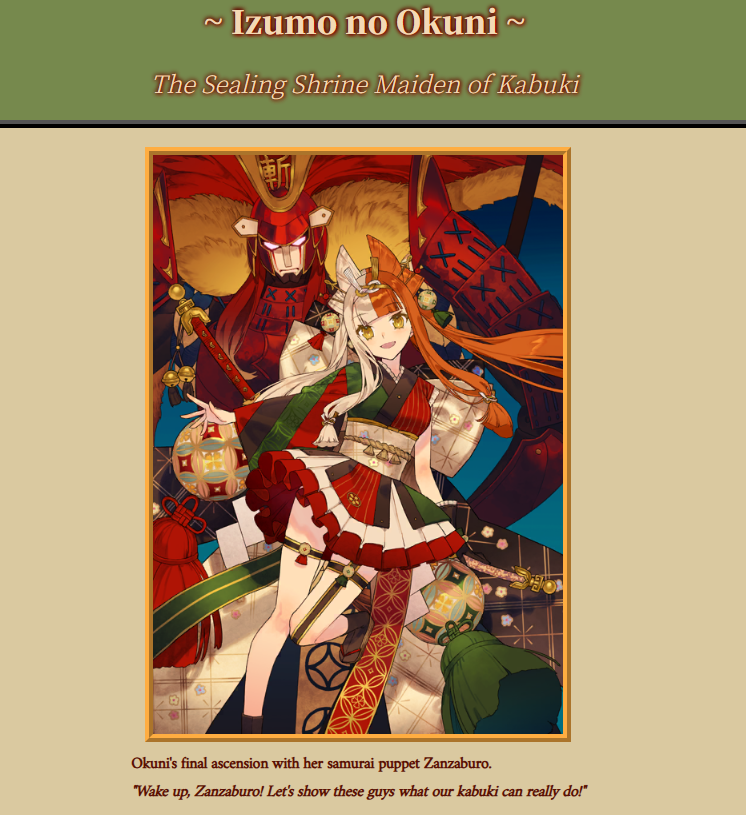 ~ Izumo no Okuni ~
The Sealing Shrine Maiden of Kabuki
斬
Okuni's final ascension with her samurai puppet Zanzaburo.
"Wake up, Zanzaburo! Let's show these guys what our kabuki can really do!"